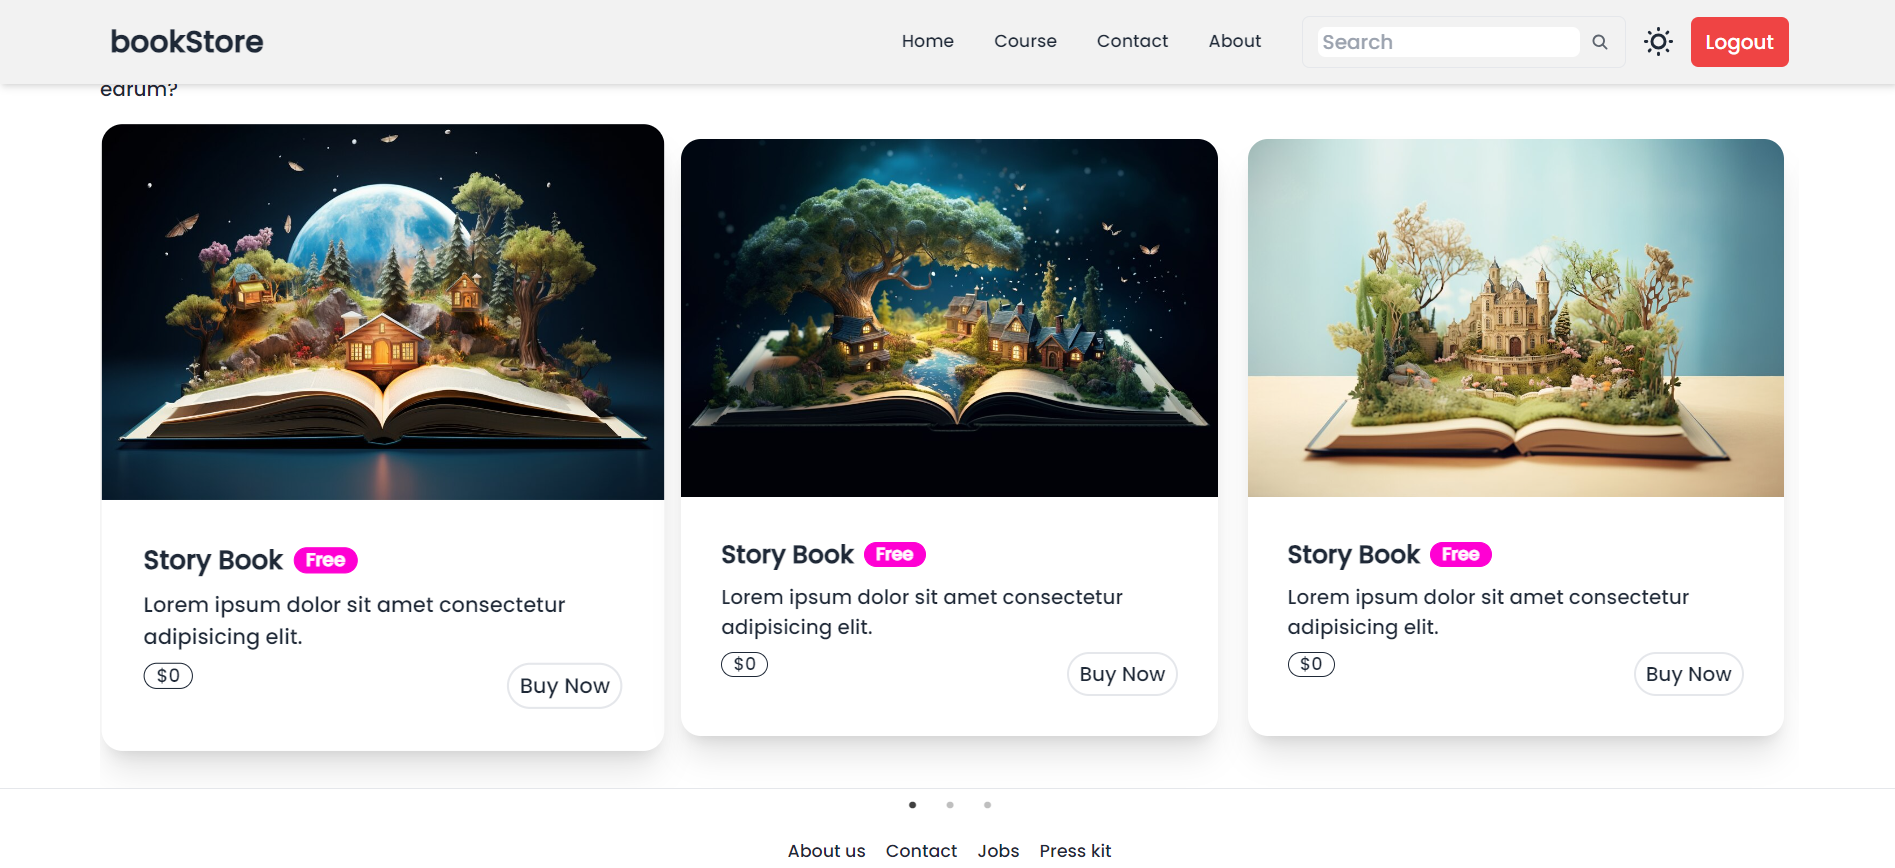 bookStore
Home Course Contact About Search Logout
earum?
Story Book Free
Lorem ipsum dolor sit amet consectetur
adipisicing elit.
$0
Buy Now
Story Book Free
Lorem ipsum dolor sit amet consectetur
adipisicing elit.
$0
Buy Now
Story Book Free
Lorem ipsum dolor sit amet consectetur
adipisicing elit.
$0
Buy Now
About us Contact Jobs Press kit